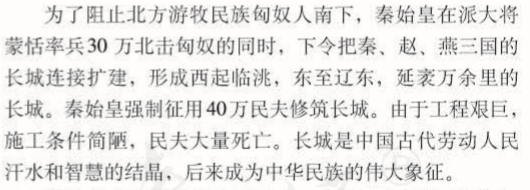 为了阻止北方游牧民族匈奴人南下，秦始皇在派大将
蒙恬率兵30 万北击匈奴的同时，下令把秦、赵、燕三国的
长城连接扩建，形成西起临洮，东至辽东，延袤万余里的
长城。秦始皇强制征用40万民夫修筑长城。由于工程艰巨，
施工条件简陋，民夫大量死亡。长城是中国古代劳动人民
汗水和智慧的结晶，后来成为中华民族的伟大象征。